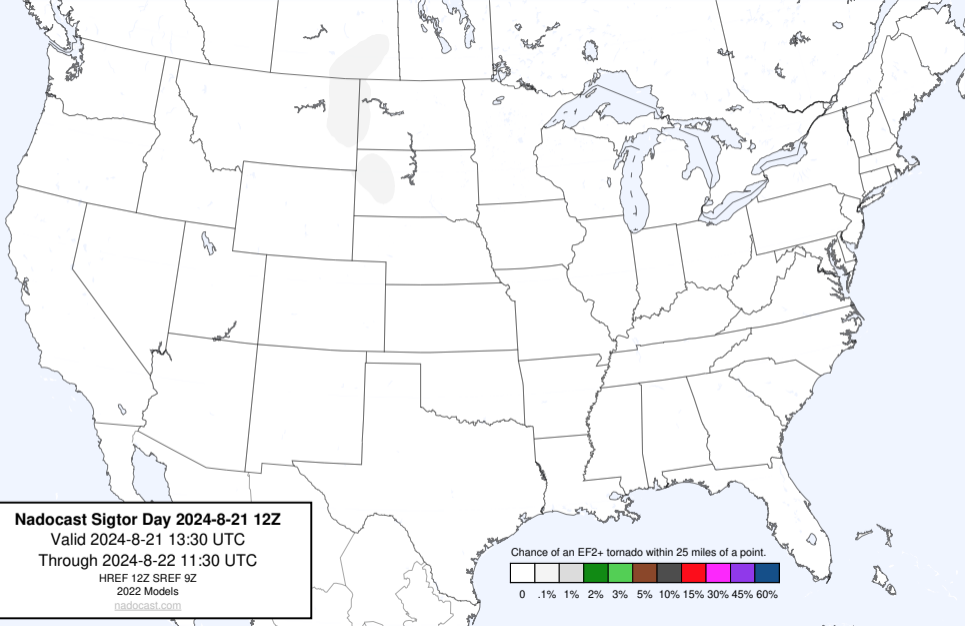 Nadocast Sigtor Day 2024-8-21 12Z
Valid 2024-8-21 13:30 UTC
Through 2024-8-22 11:30 UTC
HREF 12Z SREF 9Z
2022 Models
nadocast.com
Chance of an EF2+ tornado within 25 miles of a point.
0 .1% 1% 2% 3% 5% 10% 15% 30% 45% 60%